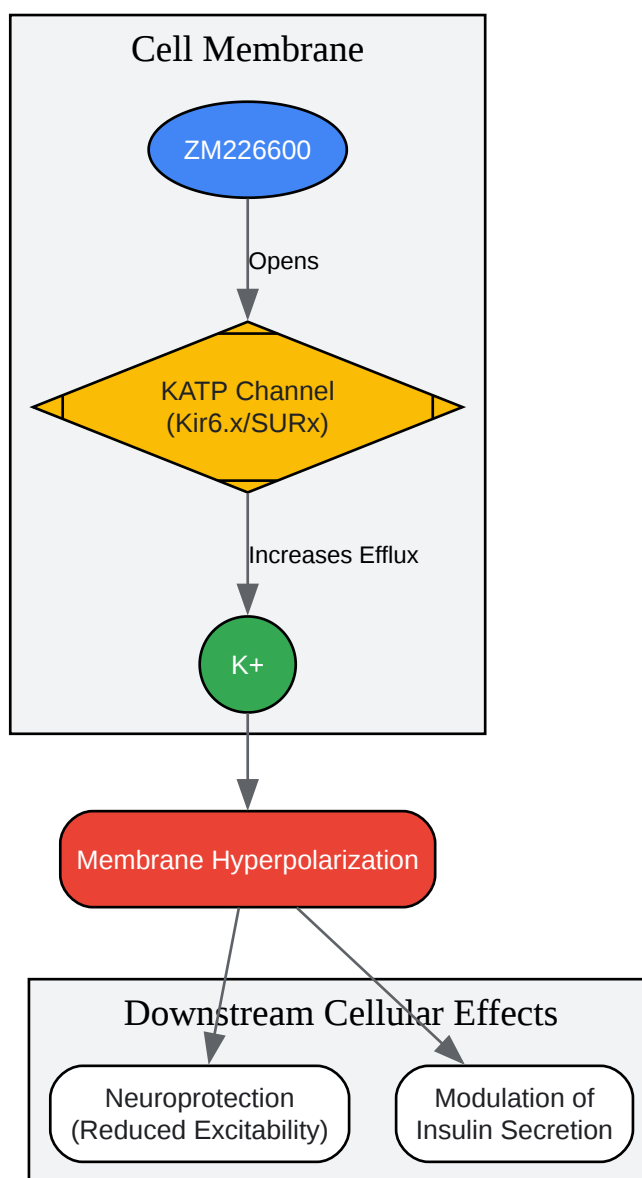 Cell Membrane
ZM226600
Opens
KATP Channel
(Kir6.x/SURx)
Increases Efflux
K+
Membrane Hyperpolarization
Downstream Cellular Effects
Neuroprotection
(Reduced Excitability)
Modulation of
Insulin Secretion